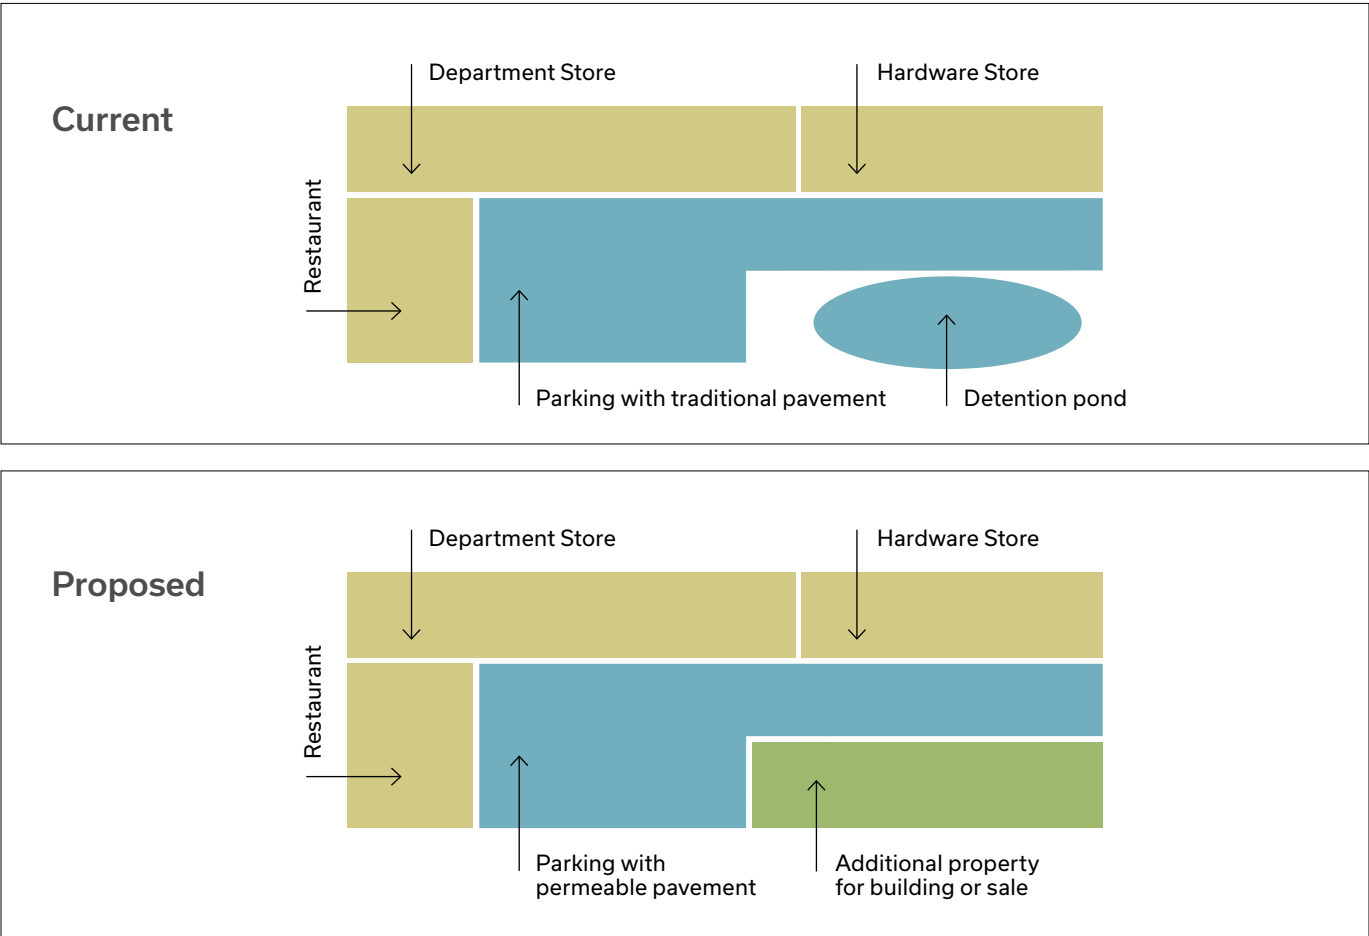 Current
Department Store
Hardware Store
Restaurant
Parking with traditional pavement
Detention pond
Proposed
Department Store
Hardware Store
Restaurant
Parking with
permeable pavement
Additional property
for building or sale